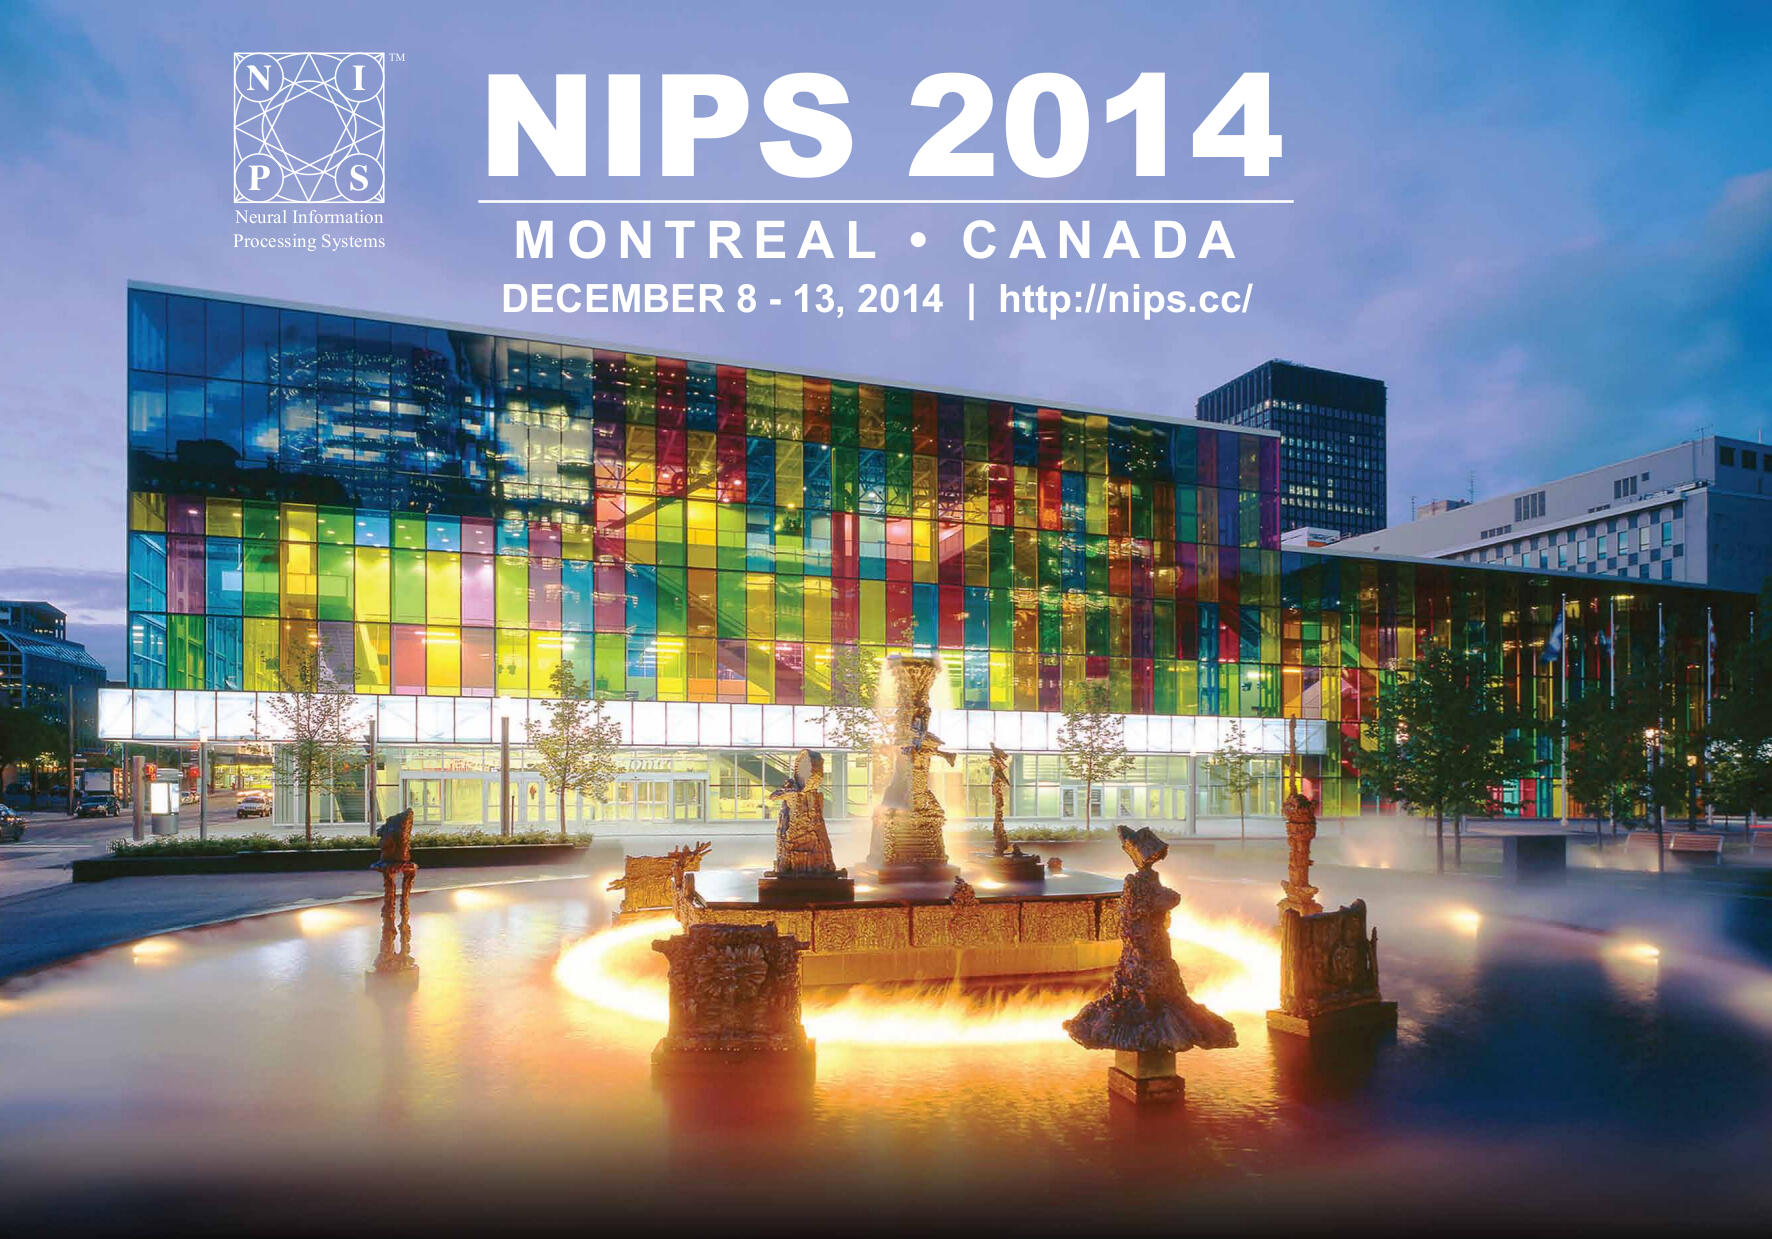 N I
P S
TM
Neural Information
Processing Systems
NIPS 2014
MONTREAL • CANADA
DECEMBER 8 - 13, 2014 | http://nips.cc/